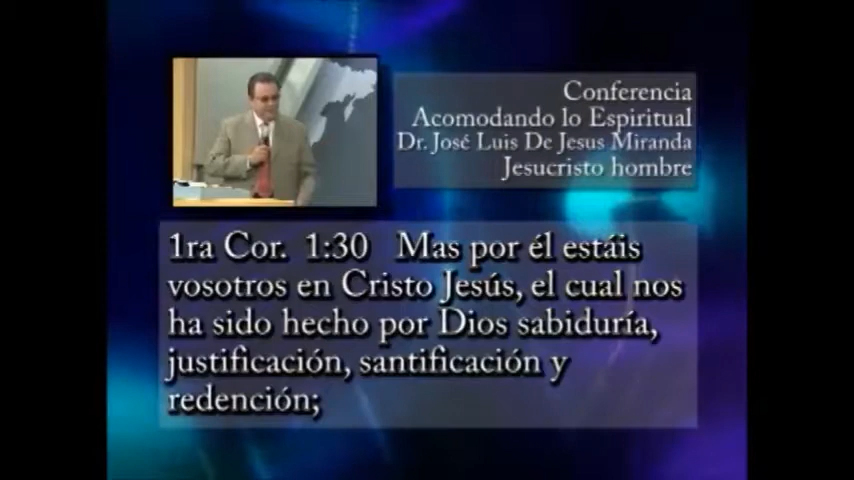 Conferencia
Acomodando lo Espiritual
Dr. José Luis De Jesus Miranda
Jesucristo hombre
1ra Cor. 1:30 Mas por él estáis
vosotros en Cristo Jesús, el cual nos
ha sido hecho por Dios sabiduría,
justificación, santificación y
redención;